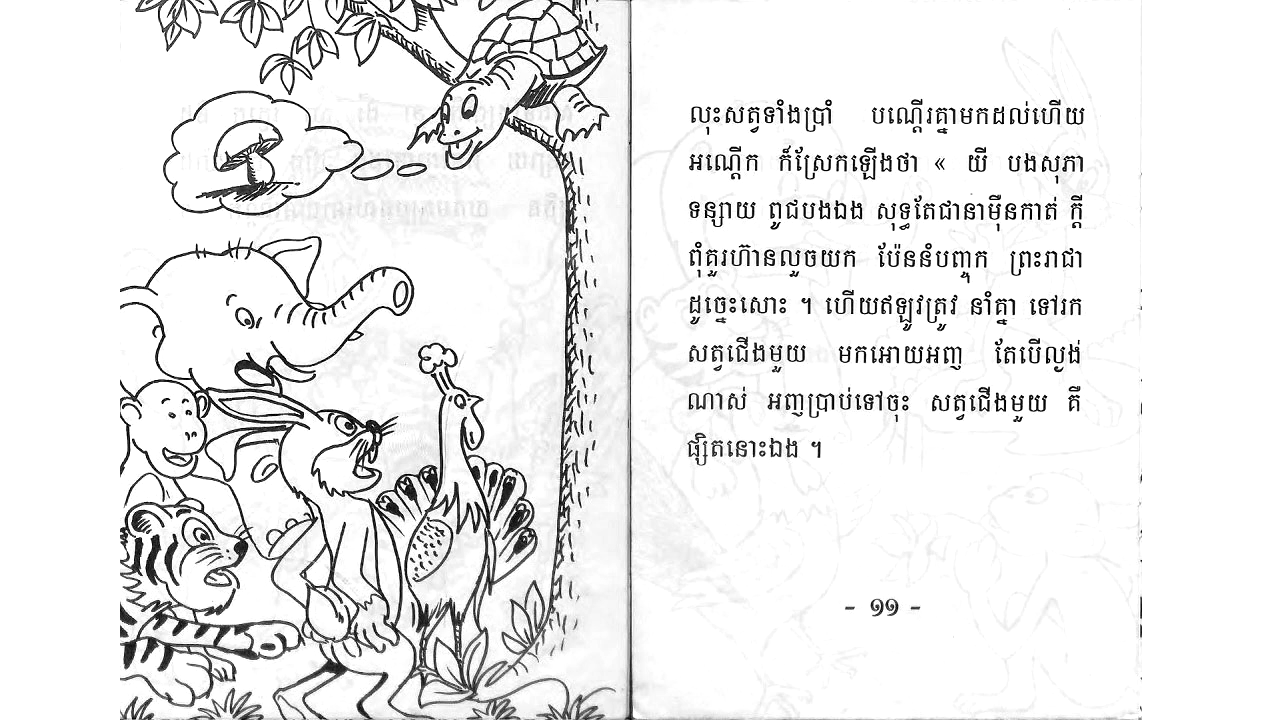 លុះសត្វទាំងប្រាំ បណ្ដើរគ្នាមកដល់ហើយ
អណ្ដើក ក៏ស្រែកឡើងថា « យី បងសុភា
ទន្សាយ ពូជបងឯង សុទ្ធតែជានាម៉ឺនកាត់ ក្ដី
ពុំគួរហ៊ានលួចយក ប៉ែននំបញ្ចុក ព្រះរាជា
ដូច្នេះសោះ ។ ហើយឥឡូវត្រូវ នាំគ្នា ទៅរក
សត្វជើងមួយ មកអោយអញ តែបើល្ងង់
ណាស់ អញប្រាប់ទៅចុះ សត្វជើងមួយ គឺ
ផ្សិតនោះឯង ។
- ១១ -